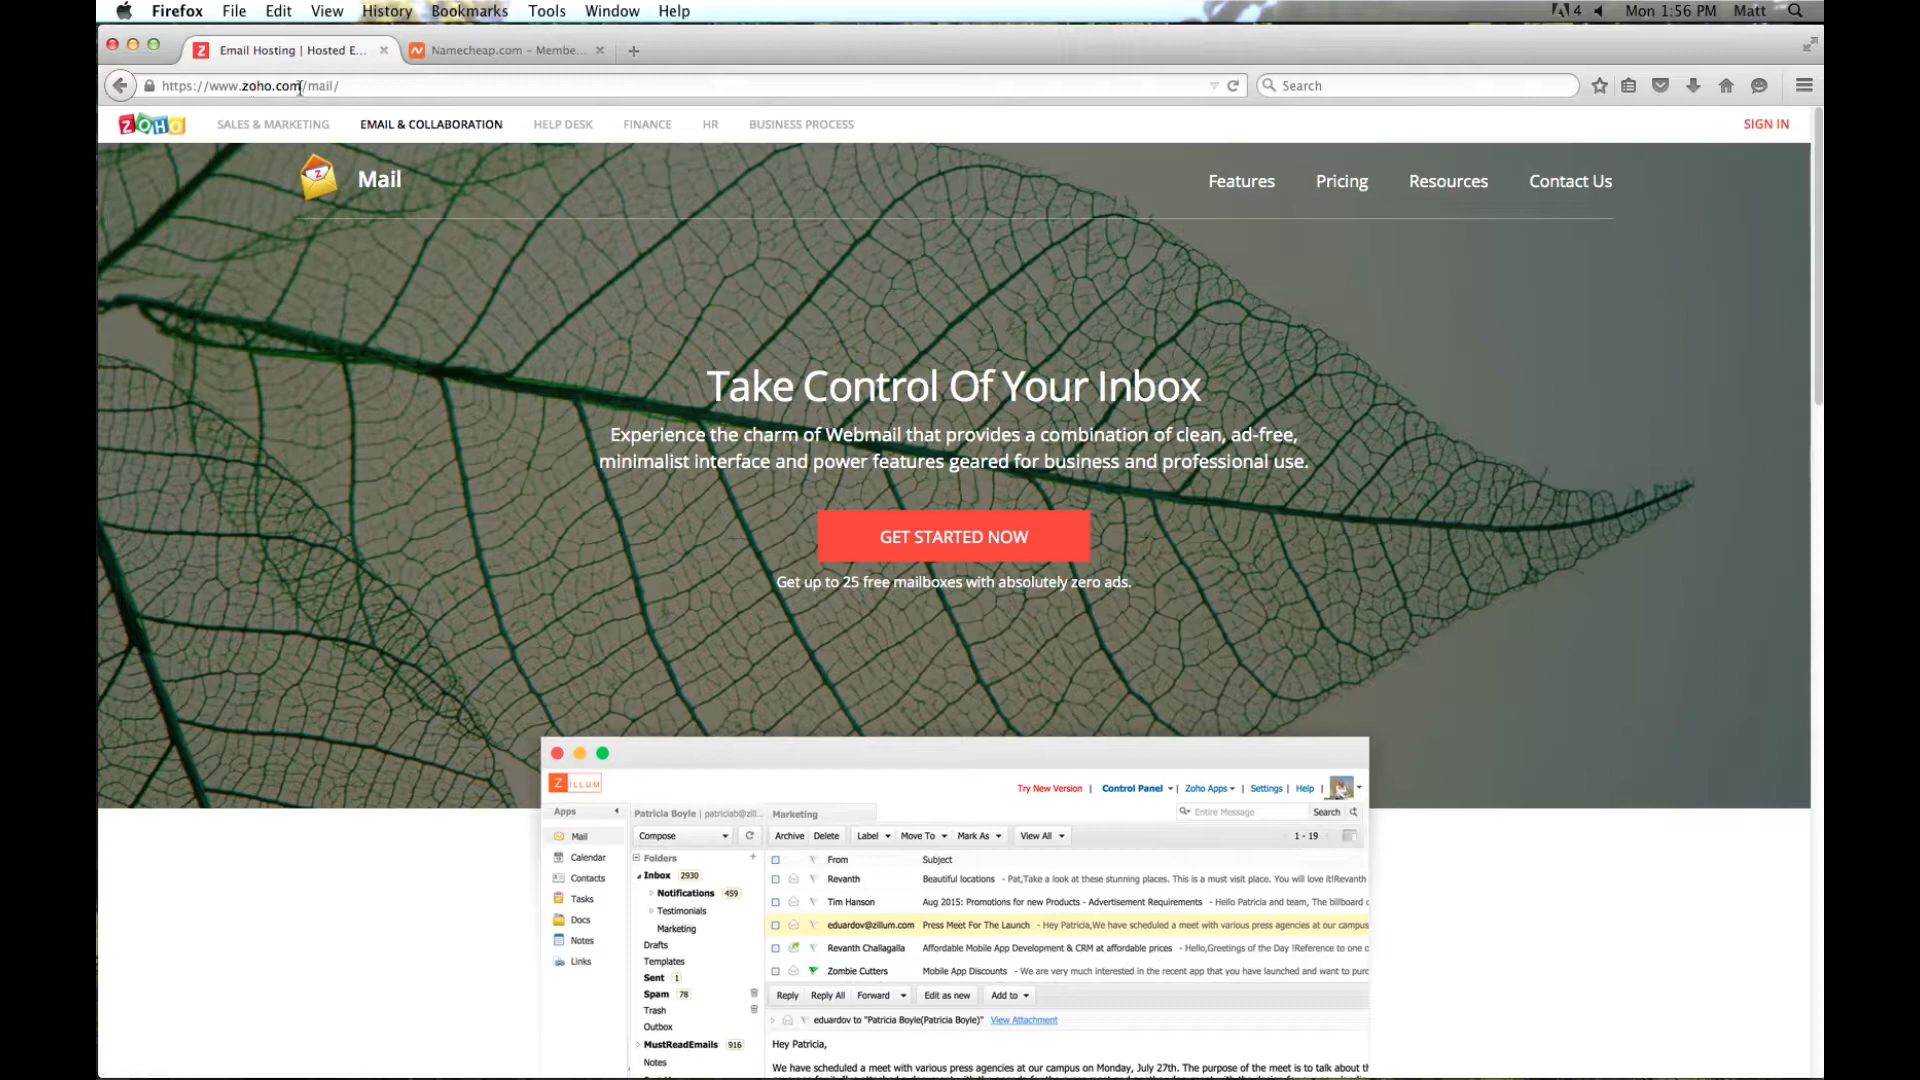 Firefox File Edit View History Bookmarks Tools Window Help
4 Mon 1:56 PM Matt
Email Hosting | Hosted E...
Namecheap.com – Membe...
https://www.zoho.com/mail/
Search
ZOHO SALES & MARKETING EMAIL & COLLABORATION HELP DESK FINANCE HR BUSINESS PROCESS SIGN IN
Mail Features Pricing Resources Contact Us
Take Control Of Your Inbox
Experience the charm of Webmail that provides a combination of clean, ad-free,
minimalist interface and power features geared for business and professional use.
GET STARTED NOW
Get up to 25 free mailboxes with absolutely zero ads.
ZILLUM
Try New Version | Control Panel | Zoho Apps | Settings | Help |
Apps
Mail
Calendar
Contacts
Tasks
Docs
Notes
Links
Patricia Boyle | patriciab@zill...
Compose
Folders
Inbox 2930
Notifications 459
Testimonials
Marketing
Drafts
Templates
Sent 1
Spam 78
Trash
Outbox
MustReadEmails 916
Notes
Marketing
Entire Message Search
Archive Delete Label Move To Mark As View All 1 - 19
From Subject
Revanth Beautiful locations - Pat,Take a look at these stunning places. This is a must visit place. You will love it!Revanth
Tim Hanson Aug 2015: Promotions for new Products - Advertisement Requirements - Hello Patricia and team, The billboard
eduardov@zillum.com Press Meet For The Launch - Hey Patricia,We have scheduled a meet with various press agencies at our campus
Revanth Challagalla Affordable Mobile App Development & CRM at affordable prices - Hello,Greetings of the Day !Reference to one
Zombie Cutters Mobile App Discounts - We are very much interested in the recent app that you have launched and want to
Reply Reply All Forward Edit as new Add to
eduardov to "Patricia Boyle(Patricia Boyle)" View Attachment
Hey Patricia,
We have scheduled a meet with various press agencies at our campus on Monday, July 27th. The purpose of the meet is to talk about